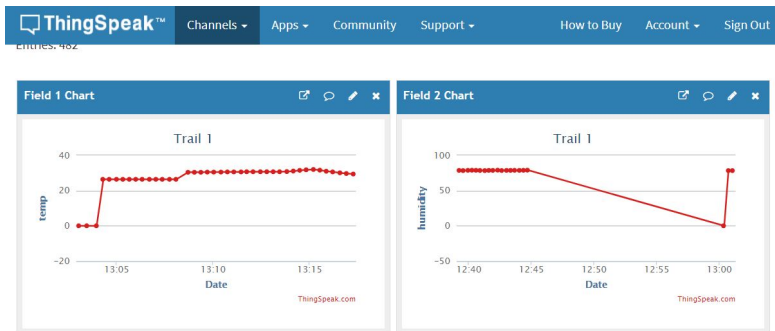 ThingSpeak™ Channels Apps Community Support How to Buy Account Sign Out
Entries: 482
Field 1 Chart
Trail 1
40
20
0
-20
temp
13:05 13:10 13:15
Date
ThingSpeak.com
Field 2 Chart
Trail 1
100
50
0
-50
humidity
12:40 12:45 12:50 12:55 13:00
Date
ThingSpeak.com